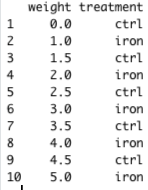 weight treatment
1 0.0 ctrl
2 1.0 iron
3 1.5 ctrl
4 2.0 iron
5 2.5 ctrl
6 3.0 iron
7 3.5 ctrl
8 4.0 iron
9 4.5 ctrl
10 5.0 iron